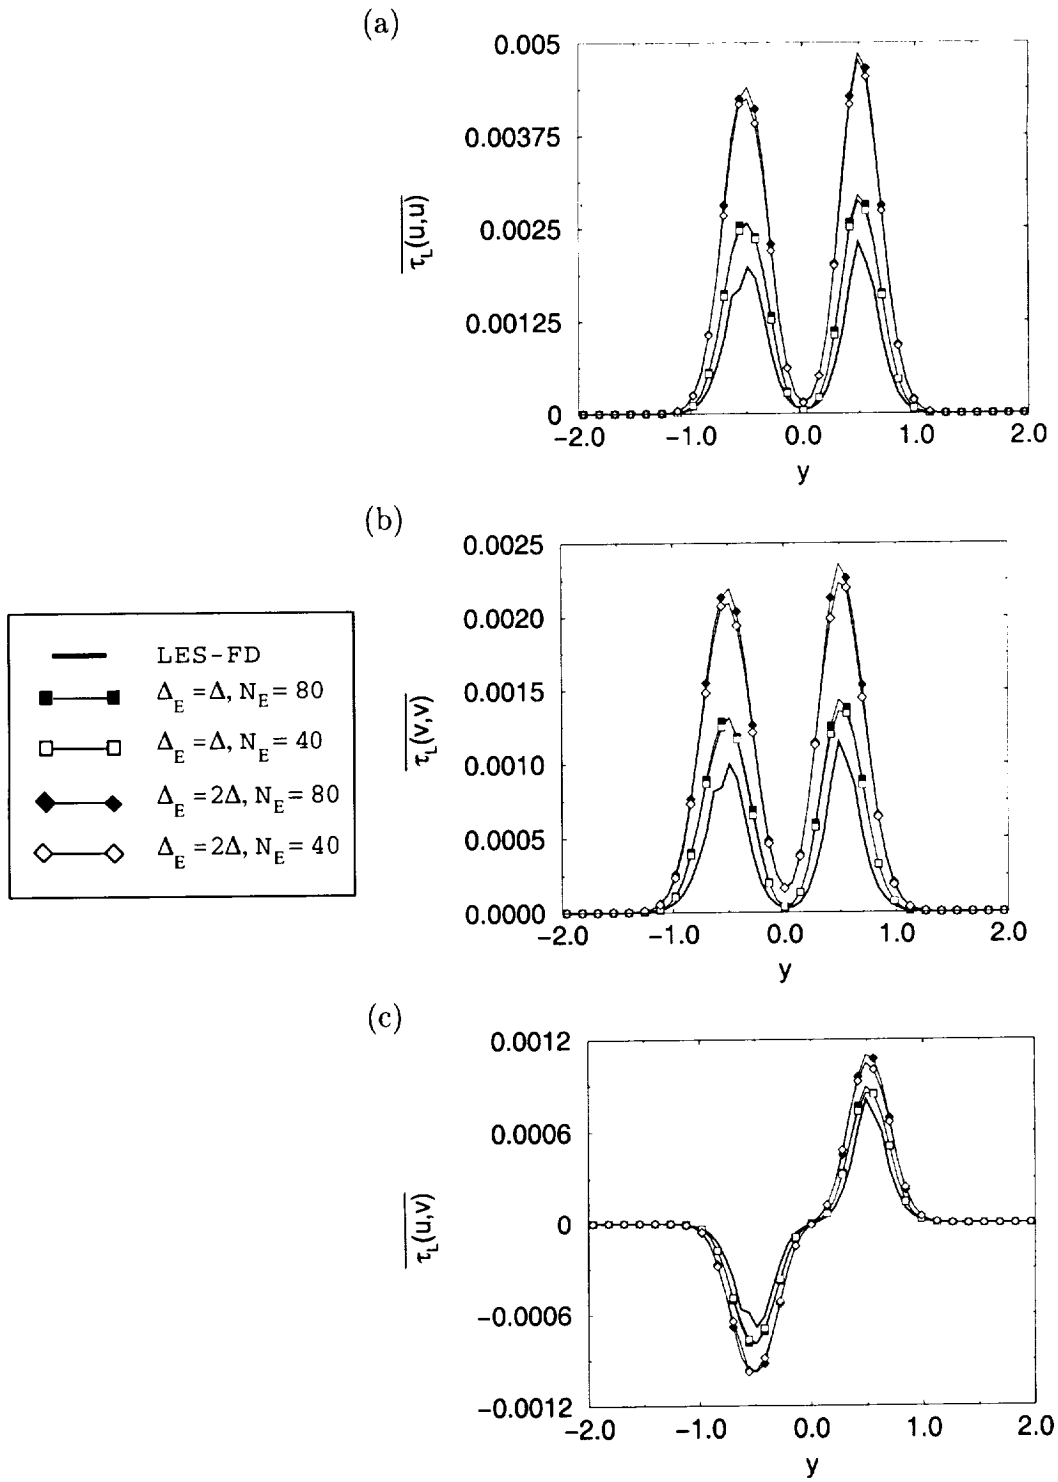 (a)
0.005
0.00375
0.0025
0.00125
0
τL(u,u)
-2.0 -1.0 0.0 1.0 2.0
y
(b)
0.0025
0.0020
0.0015
0.0010
0.0005
0.0000
τL(v,v)
-2.0 -1.0 0.0 1.0 2.0
y
LES-FD
ΔE = Δ, NE = 80
ΔE = Δ, NE = 40
ΔE = 2Δ, NE = 80
ΔE = 2Δ, NE = 40
(c)
0.0012
0.0006
0
-0.0006
-0.0012
τL(u,v)
-2.0 -1.0 0.0 1.0 2.0
y